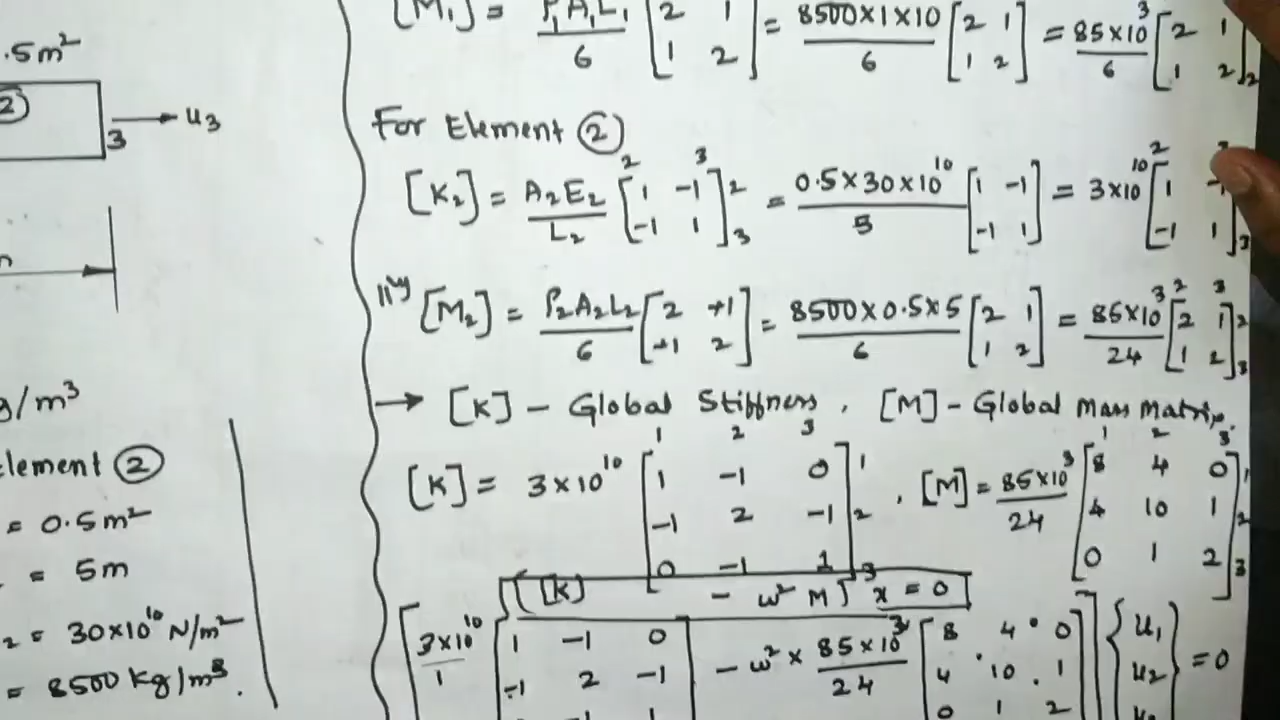 .5m²
2
3 → u₃
g/m³
Element ②
= 0.5m²
= 5m
₂ = 30×10¹⁰ N/m²
= 8500 kg/m³.
[M₁] = ρ₁A₁L₁/6 [2 1; 1 2] = 8500×1×10/6 [2 1; 1 2] = 85×10³/6 [2 1; 1 2]₂
For Element ②
[K₂] = A₂E₂/L₂ [1 -1; -1 1] = 0.5×30×10¹⁰/5 [1 -1; -1 1] = 3×10¹⁰ [1 -1; -1 1]
lllly [M₂] = ρ₂A₂L₂/6 [2 +1; +1 2] = 8500×0.5×5/6 [2 1; 1 2] = 85×10³/24 [2 1; 1 2]
→ [K] - Global Stiffness, [M] - Global Mass Matrix.
[K] = 3×10¹⁰ [1 -1 0; -1 2 -1; 0 -1 1], [M] = 85×10³/24 [8 4 0; 4 10 1; 0 1 2]
[[K] - ω² M] x = 0
[3×10¹⁰/1 [1 -1 0; -1 2 -1; -1 1] - ω² × 85×10³/24 [8 4 0; 4 10 1; 0 1 2]] {u₁ u₂} = 0